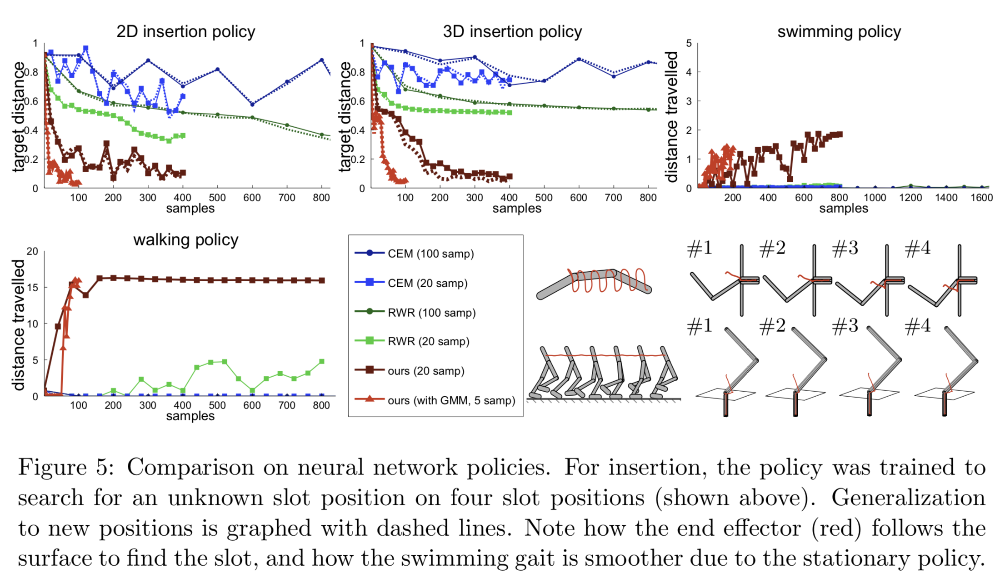 2D insertion policy
target distance
1
0.8
0.6
0.4
0.2
0
100 200 300 400 500 600 700 800
samples
3D insertion policy
target distance
1
0.8
0.6
0.4
0.2
0
100 200 300 400 500 600 700 800
samples
swimming policy
distance travelled
5
4
3
2
1
0
200 400 600 800 1000 1200 1400 1600
samples
walking policy
distance travelled
20
15
10
5
0
100 200 300 400 500 600 700 800
samples
CEM (100 samp)
CEM (20 samp)
RWR (100 samp)
RWR (20 samp)
ours (20 samp)
ours (with GMM, 5 samp)
#1 #2 #3 #4
#1 #2 #3 #4
Figure 5: Comparison on neural network policies. For insertion, the policy was trained to
search for an unknown slot position on four slot positions (shown above). Generalization
to new positions is graphed with dashed lines. Note how the end effector (red) follows the
surface to find the slot, and how the swimming gait is smoother due to the stationary policy.